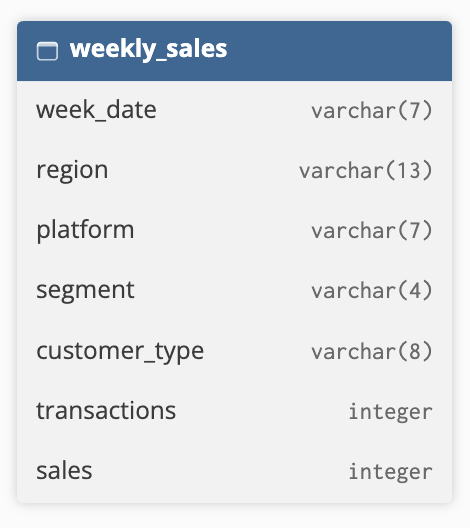 weekly_sales
week_date varchar(7)
region varchar(13)
platform varchar(7)
segment varchar(4)
customer_type varchar(8)
transactions integer
sales integer